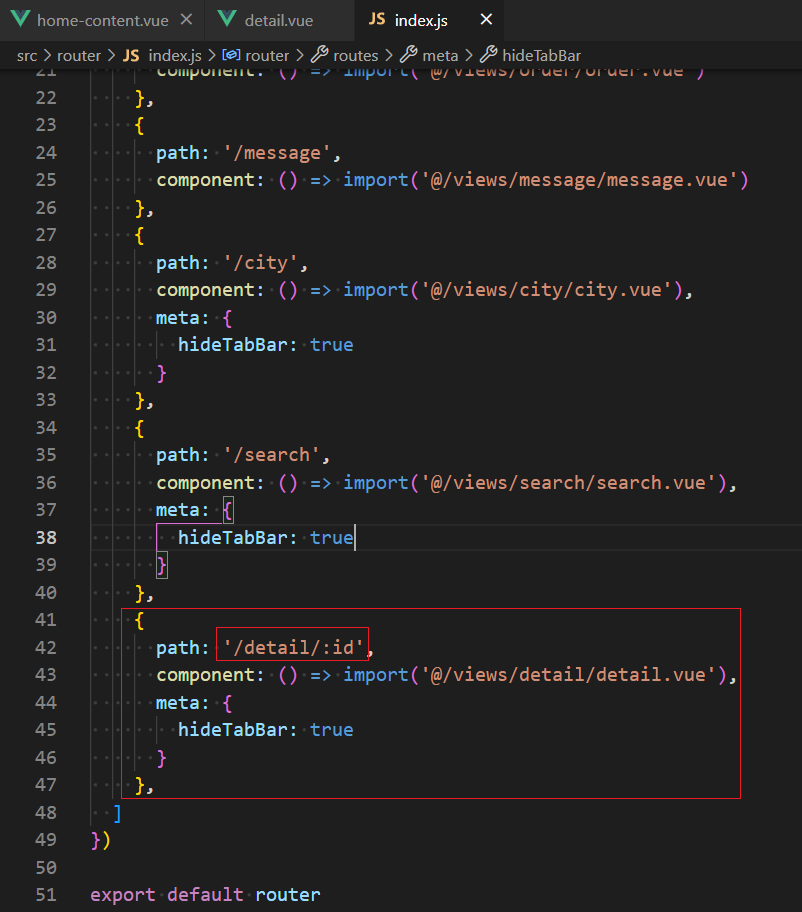 home-content.vue detail.vue JS index.js
src > router > JS index.js > router > routes > meta > hideTabBar
21 component: () => import('@/views/order/order.vue')
22 },
23 {
24 path: '/message',
25 component: () => import('@/views/message/message.vue')
26 },
27 {
28 path: '/city',
29 component: () => import('@/views/city/city.vue'),
30 meta: {
31 hideTabBar: true
32 }
33 },
34 {
35 path: '/search',
36 component: () => import('@/views/search/search.vue'),
37 meta: {
38 hideTabBar: true
39 }
40 },
41 {
42 path: '/detail/:id',
43 component: () => import('@/views/detail/detail.vue'),
44 meta: {
45 hideTabBar: true
46 }
47 },
48 ]
49 })
50
51 export default router